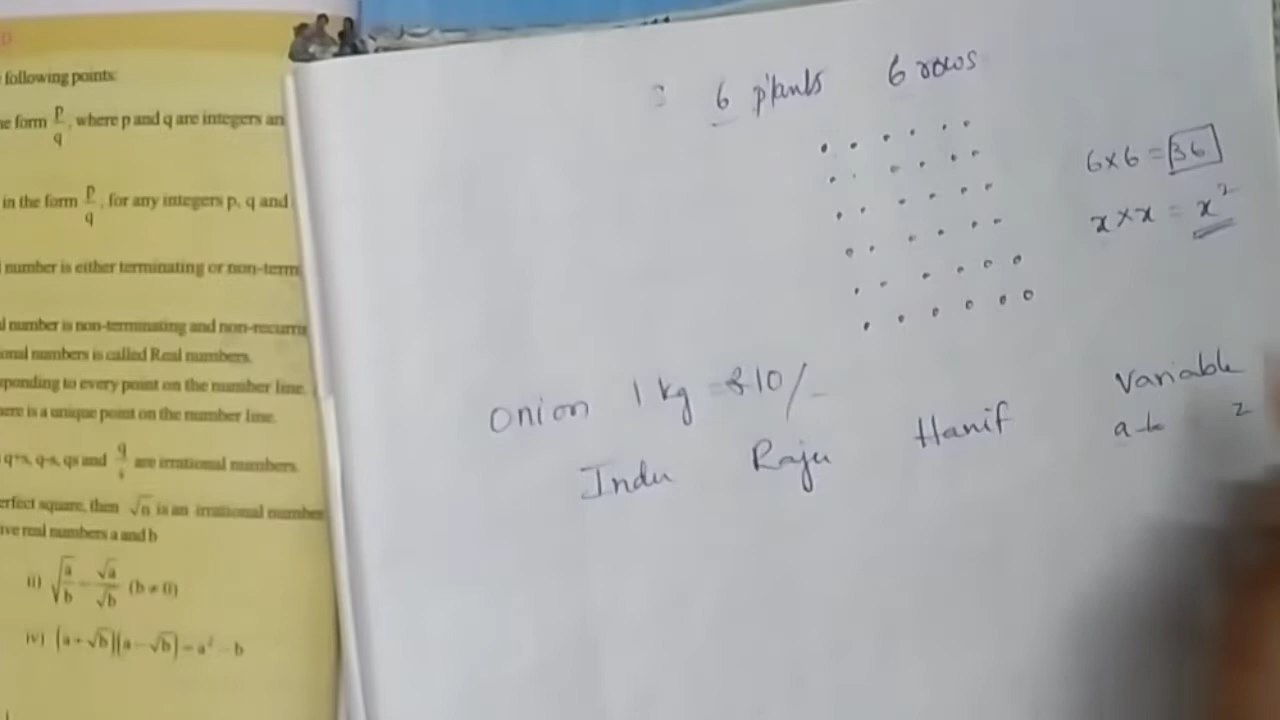 following points:
e form p/q, where p and q are integers an
in the form p/q, for any integers p, q and
number is either terminating or non-term
l number is non-terminating and non-recurri
onal numbers is called Real numbers.
sponding to every point on the number line.
ere is a unique point on the number line.
q+s, q-s, qs and q/s are irrational numbers.
erfect square, then √n is an irrational number
ive real numbers a and b
ii) √(a/b) = √a/√b (b ≠ 0)
iv) (a + √b)(a − √b) = a² − b
6 plants 6 rows
6×6 = 36
x×x = x²
Onion 1 kg = ₹10/-
Variable
Indu Raju Hanif a z